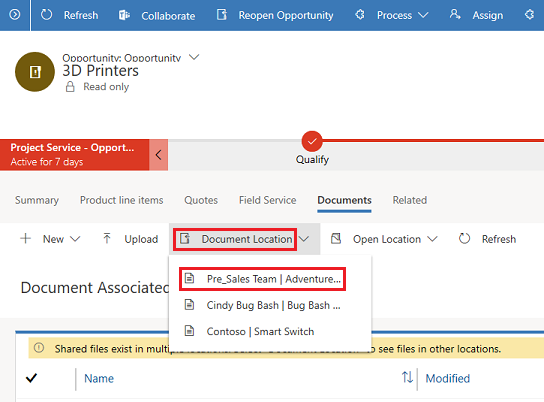 Refresh
Collaborate
Reopen Opportunity
Process
Assign
Opportunity: Opportunity
3D Printers
Read only
Project Service - Opport...
Active for 7 days
Qualify
Summary
Product line items
Quotes
Field Service
Documents
Related
New
Upload
Document Location
Open Location
Refresh
Pre_Sales Team | Adventure...
Document Associated
Cindy Bug Bash | Bug Bash ...
Contoso | Smart Switch
Shared files exist in multiple to see files in other locations.
Name
Modified